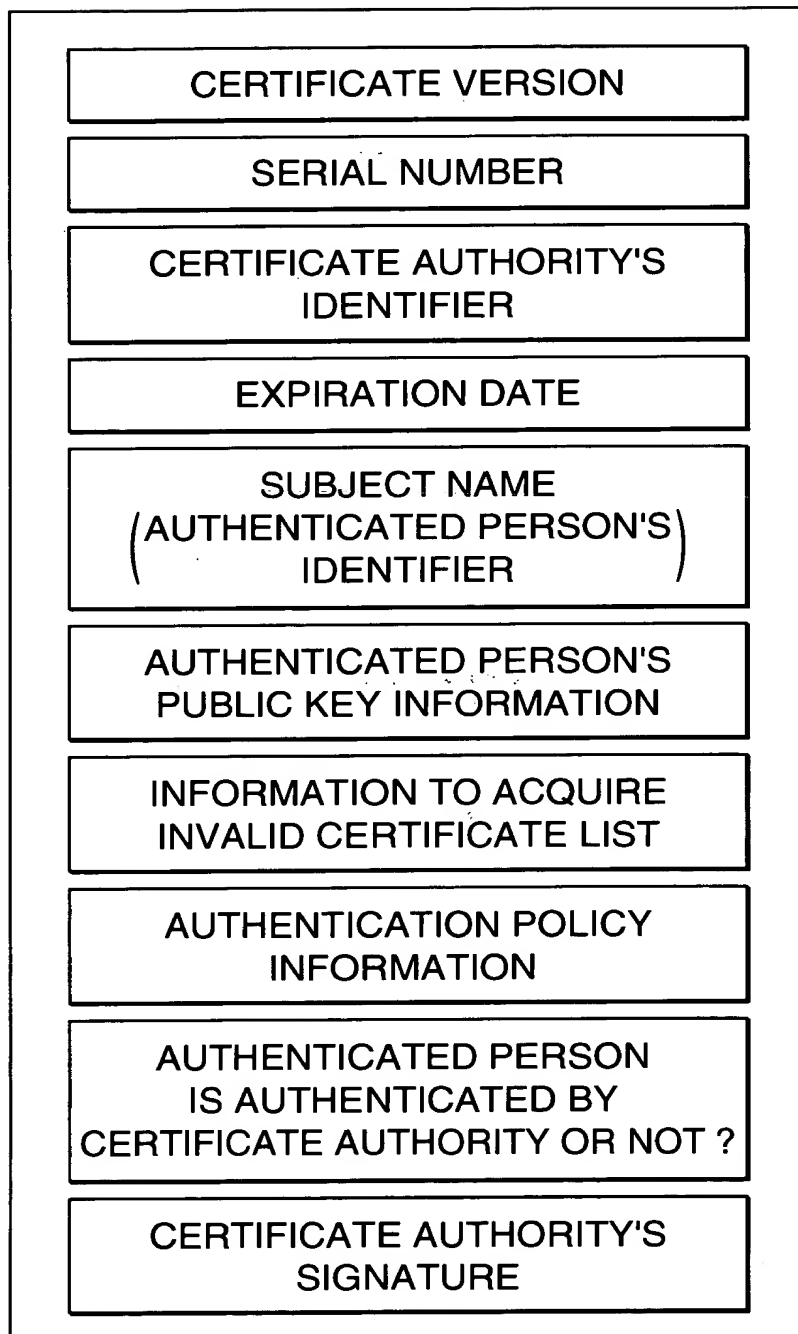 CERTIFICATE VERSION
SERIAL NUMBER
CERTIFICATE AUTHORITY'S
IDENTIFIER
EXPIRATION DATE
SUBJECT NAME
(AUTHENTICATED PERSON'S
IDENTIFIER)
AUTHENTICATED PERSON'S
PUBLIC KEY INFORMATION
INFORMATION TO ACQUIRE
INVALID CERTIFICATE LIST
AUTHENTICATION POLICY
INFORMATION
AUTHENTICATED PERSON
IS AUTHENTICATED BY
CERTIFICATE AUTHORITY OR NOT ?
CERTIFICATE AUTHORITY'S
SIGNATURE